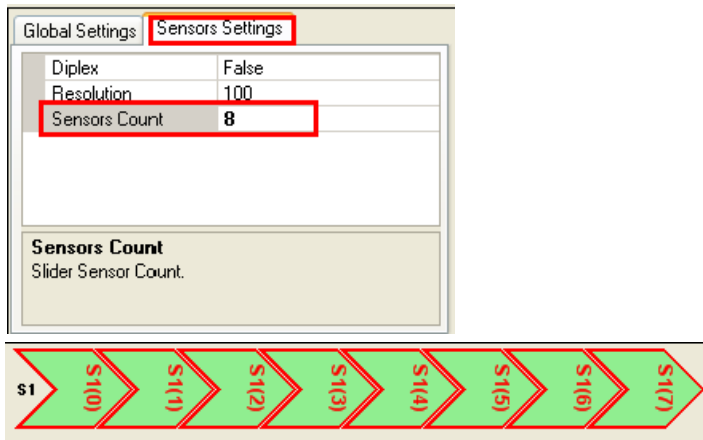 Global Settings Sensors Settings
Diplex False
Resolution 100
Sensors Count 8
Sensors Count
Slider Sensor Count.
S1 S1(0) S1(1) S1(2) S1(3) S1(4) S1(5) S1(6) S1(7)